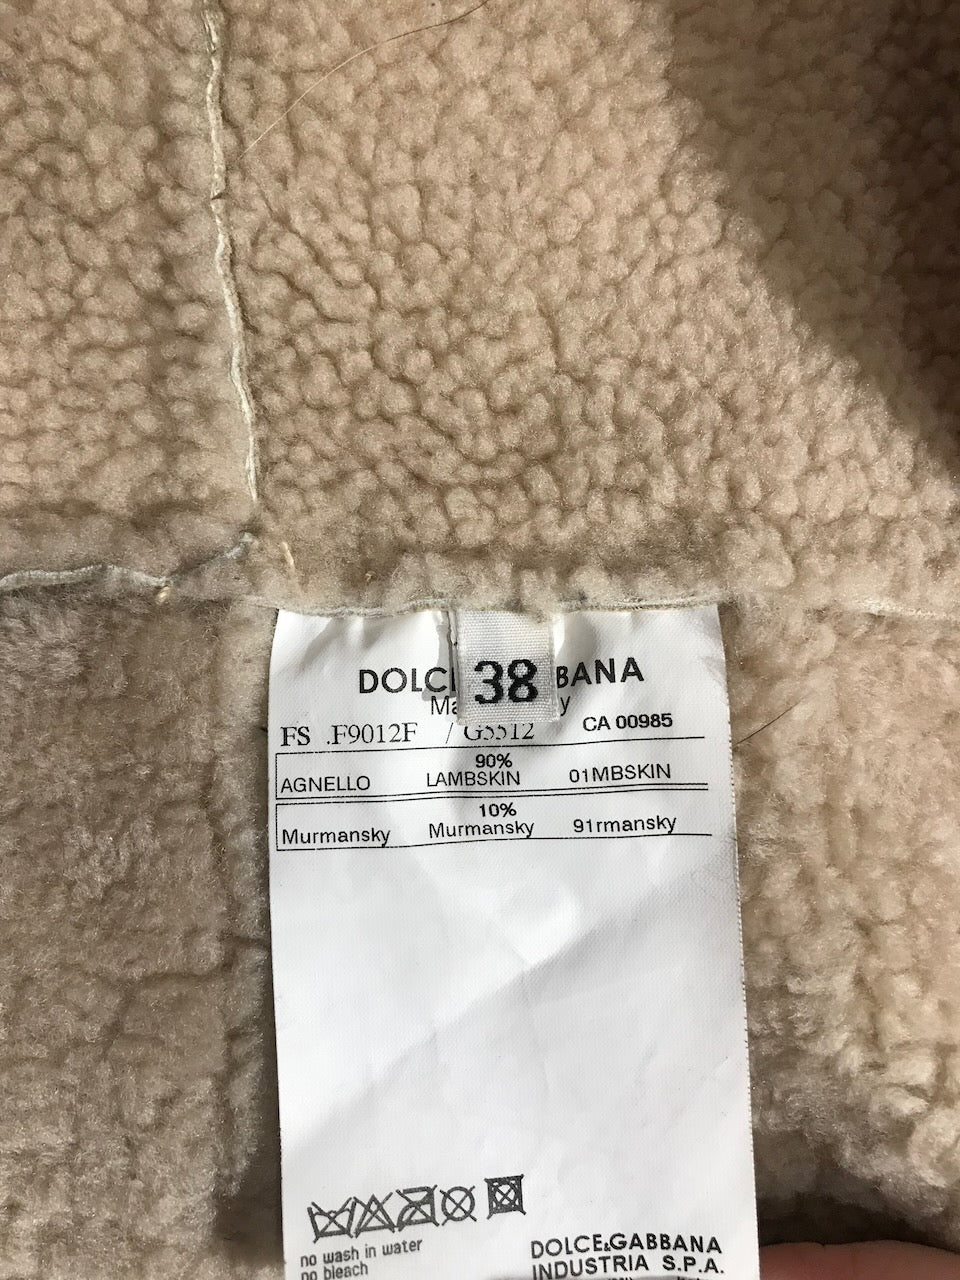 38
DOLC BBANA
Ma y
FS .F9012F / G5512 CA 00985
90%
AGNELLO LAMBSKIN 01MBSKIN
10%
Murmansky Murmansky 91rmansky
no wash in water
no bleach
DOLCE&GABBANA
INDUSTRIA S.P.A.